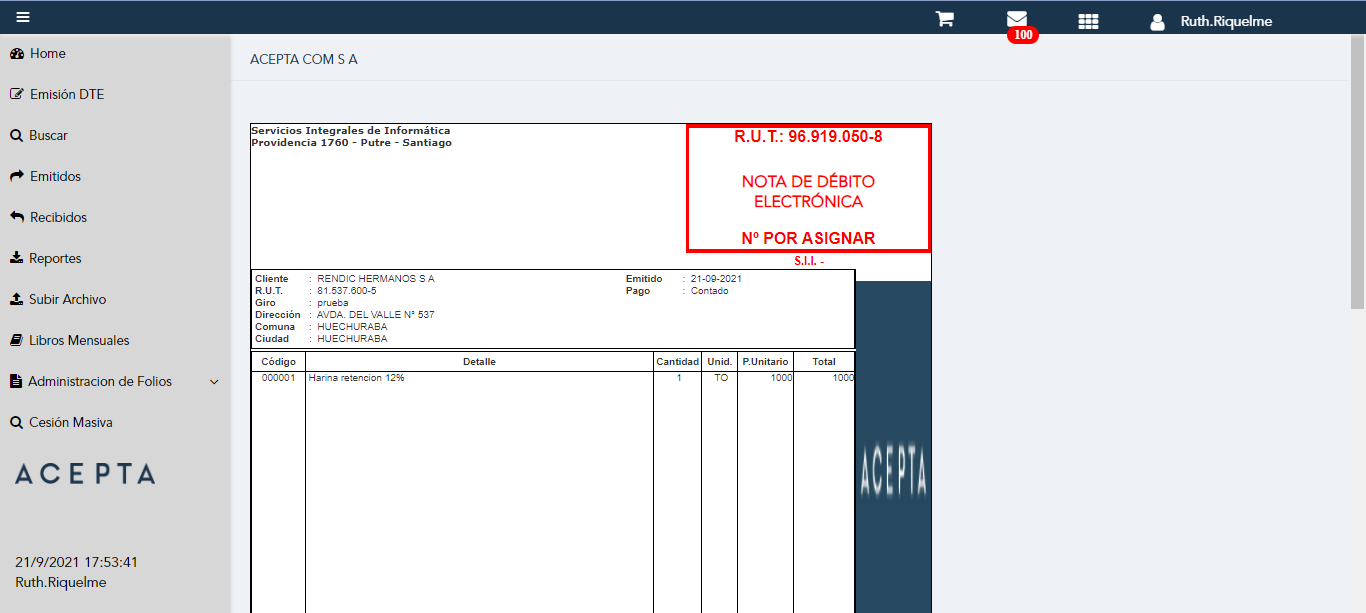 Ruth.Riquelme
100
Home
Emisión DTE
Buscar
Emitidos
Recibidos
Reportes
Subir Archivo
Libros Mensuales
Administracion de Folios
Cesión Masiva
ACEPTA
21/9/2021 17:53:41
Ruth.Riquelme
ACEPTA COM S A
Servicios Integrales de Informática
Providencia 1760 - Putre - Santiago
R.U.T.: 96.919.050-8
NOTA DE DÉBITO
ELECTRÓNICA
Nº POR ASIGNAR
S.I.I. -
Cliente : RENDIC HERMANOS S A Emitido : 21-09-2021
R.U.T. : 81.537.600-5 Pago : Contado
Giro : prueba
Dirección : AVDA. DEL VALLE N° 537
Comuna : HUECHURABA
Ciudad : HUECHURABA
Código Detalle Cantidad Unid. P.Unitario Total
000001 Harina retencion 12% 1 TO 1000 1000
ACEPTA